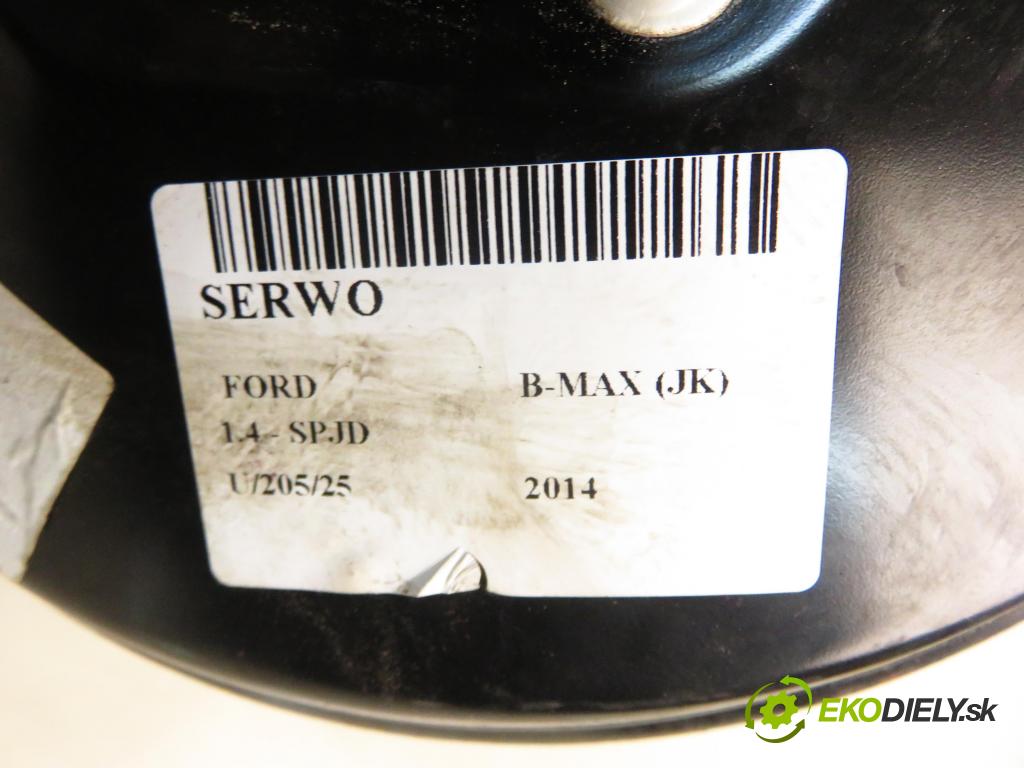 SERWO
FORD B-MAX (JK)
1.4 - SPJD
U/205/25 2014
EKODIELY.sk